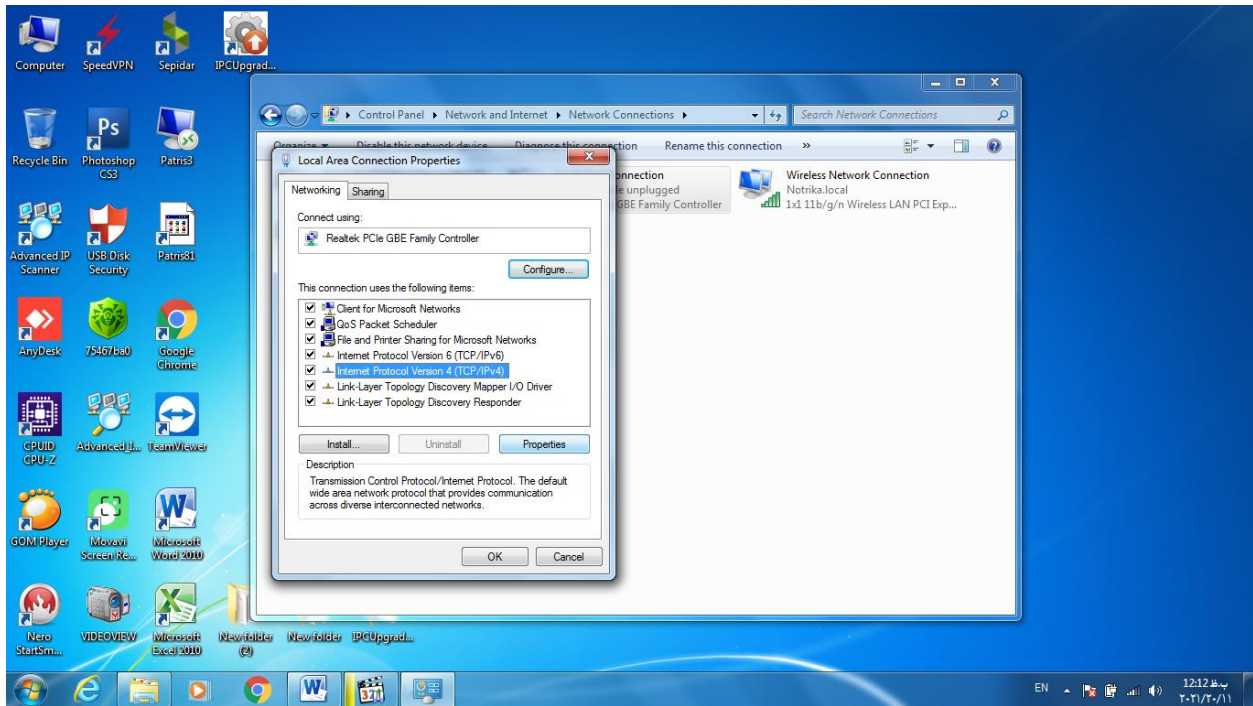 Computer
SpeedVPN
Sepidar
IPCUpgrad...
Recycle Bin
Photoshop CS3
Patris3
Advanced IP Scanner
USB Disk Security
Patris81
AnyDesk
75467ba0
Google Chrome
CPUID CPU-Z
Advanced_I...
TeamViewer
GOM Player
Movavi Screen Re...
Microsoft Word 2010
Nero StartSm...
VIDEOVIEW
Microsoft Excel 2010
New folder (2)
New folder
IPCUpgrad...
Control Panel Network and Internet Network Connections
Search Network Connections
Organize Disable this network device Diagnose this connection Rename this connection »
Local Area Connection Properties
Networking Sharing
Connect using:
Realtek PCIe GBE Family Controller
Configure...
This connection uses the following items:
Client for Microsoft Networks
QoS Packet Scheduler
File and Printer Sharing for Microsoft Networks
Internet Protocol Version 6 (TCP/IPv6)
Internet Protocol Version 4 (TCP/IPv4)
Link-Layer Topology Discovery Mapper I/O Driver
Link-Layer Topology Discovery Responder
Install... Uninstall Properties
Description
Transmission Control Protocol/Internet Protocol. The default
wide area network protocol that provides communication
across diverse interconnected networks.
OK Cancel
unplugged
GBE Family Controller
Wireless Network Connection
Notrika.local
1x1 11b/g/n Wireless LAN PCI Exp...
Ps
321
EN
12:12 ب.ظ
۲۰۲۱/۲۰/۱۱